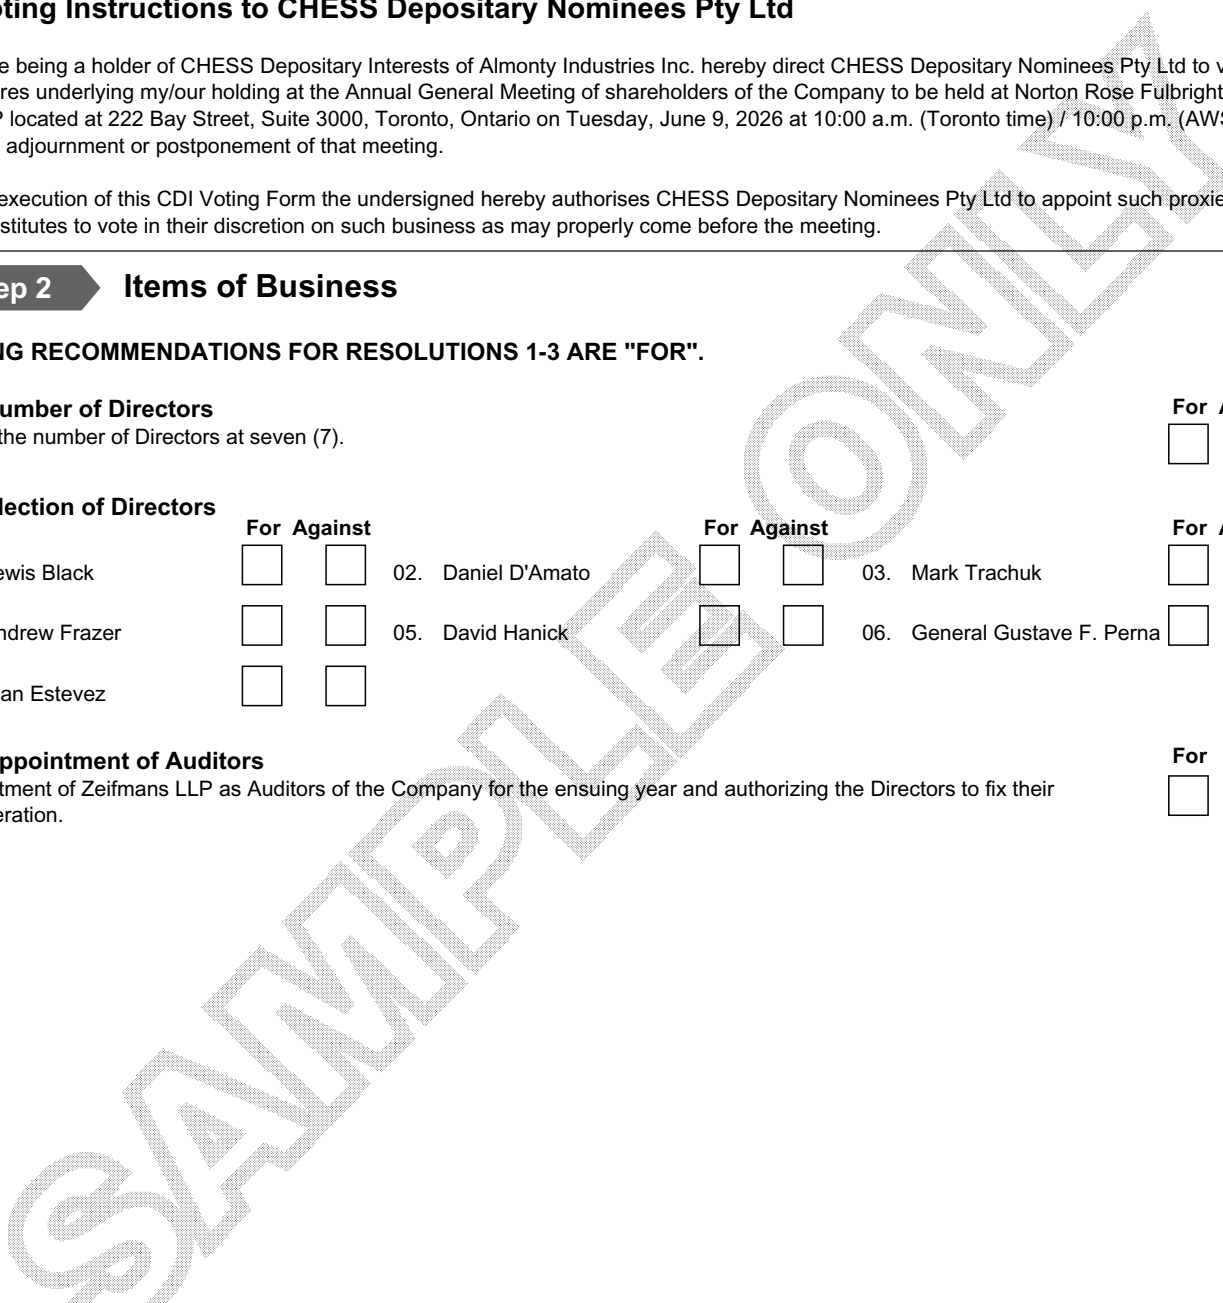 oting Instructions to CHESS Depositary Nominees Pty Ltd
e being a holder of CHESS Depositary Interests of Almonty Industries Inc. hereby direct CHESS Depositary Nominees Pty Ltd to v
res underlying my/our holding at the Annual General Meeting of shareholders of the Company to be held at Norton Rose Fulbright
P located at 222 Bay Street, Suite 3000, Toronto, Ontario on Tuesday, June 9, 2026 at 10:00 a.m. (Toronto time) / 10:00 p.m. (AWS
adjournment or postponement of that meeting.
execution of this CDI Voting Form the undersigned hereby authorises CHESS Depositary Nominees Pty Ltd to appoint such proxie
stitutes to vote in their discretion on such business as may properly come before the meeting.
ep 2 Items of Business
NG RECOMMENDATIONS FOR RESOLUTIONS 1-3 ARE "FOR".
umber of Directors For A
the number of Directors at seven (7).
lection of Directors
For Against For Against For A
ewis Black 02. Daniel D'Amato 03. Mark Trachuk
ndrew Frazer 05. David Hanick 06. General Gustave F. Perna
an Estevez
ppointment of Auditors For
tment of Zeifmans LLP as Auditors of the Company for the ensuing year and authorizing the Directors to fix their
eration.
SAMPLE ONLY